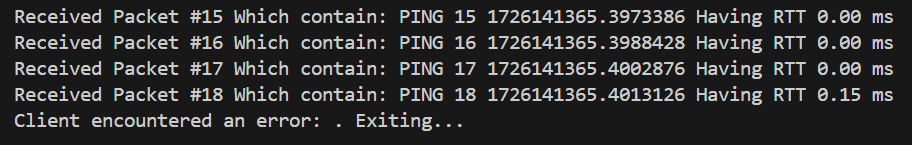 Received Packet #15 Which contain: PING 15 1726141365.3973386 Having RTT 0.00 ms
Received Packet #16 Which contain: PING 16 1726141365.3988428 Having RTT 0.00 ms
Received Packet #17 Which contain: PING 17 1726141365.4002876 Having RTT 0.00 ms
Received Packet #18 Which contain: PING 18 1726141365.4013126 Having RTT 0.15 ms
Client encountered an error: . Exiting...